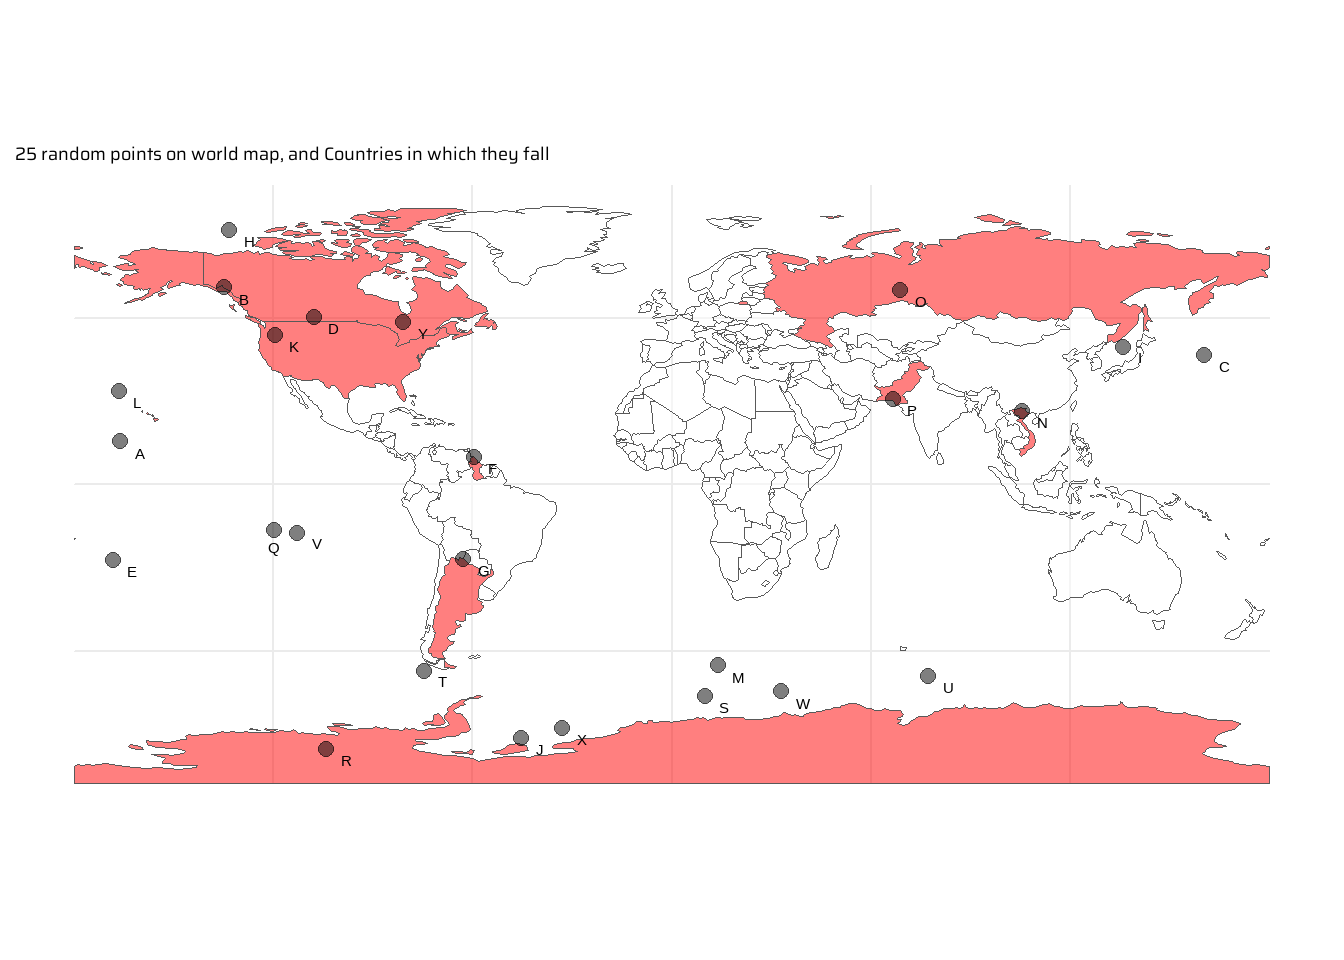 25 random points on world map, and Countries in which they fall
H
B
O
D
Y
K
I
C
L
P
N
A
F
Q
V
E
G
T
M
U
S
W
X
J
R